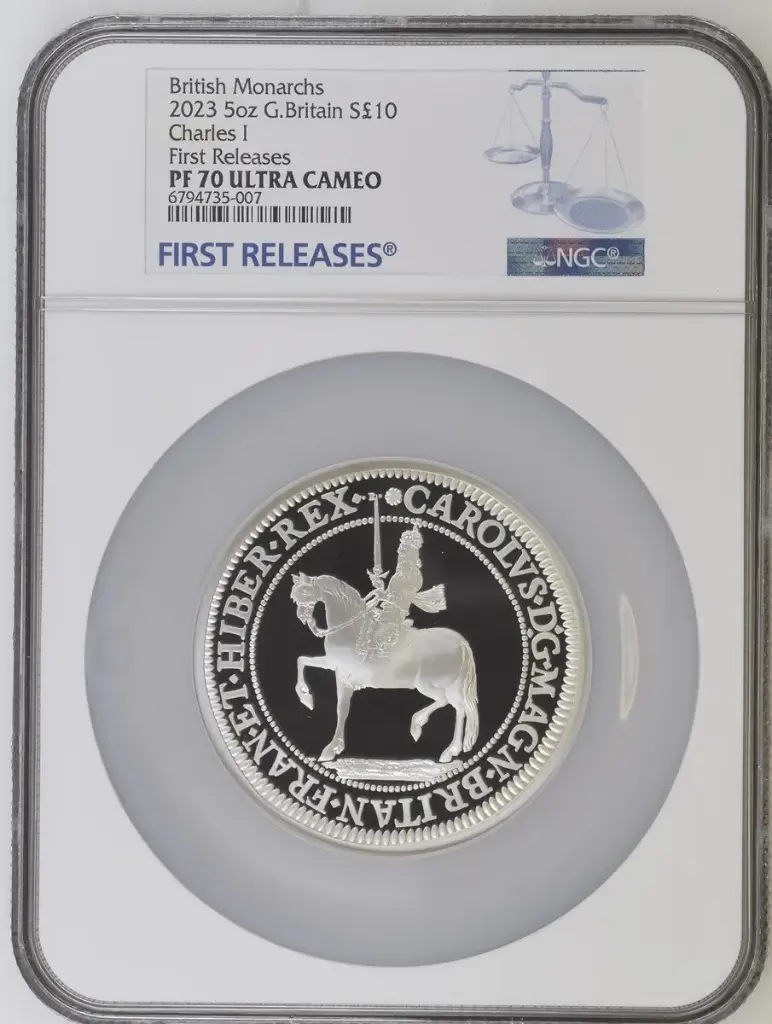 British Monarchs
2023 5oz G.Britain S£10
Charles I
First Releases
PF 70 ULTRA CAMEO
6794735-007
FIRST RELEASES®
NGC®
CAROLVS·D:G·MAGN·BRITAN·FRAN·ET·HIBER·REX·